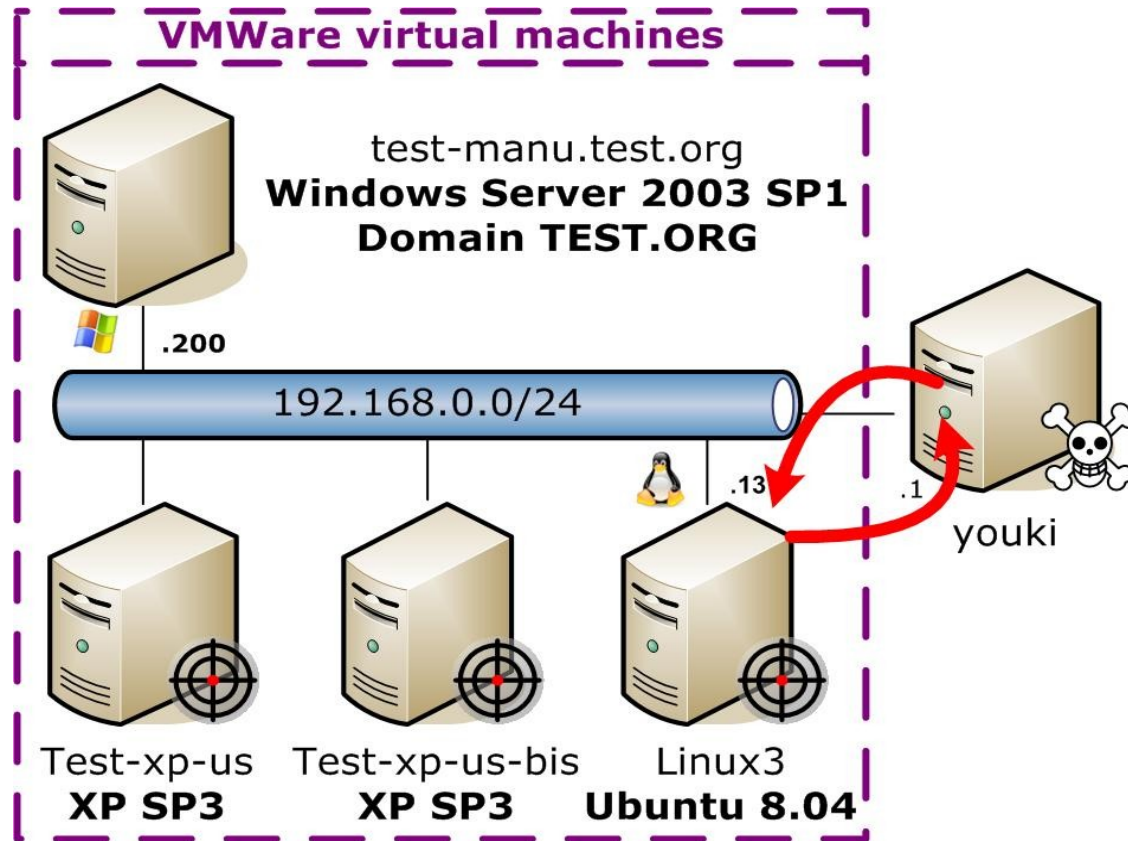 VMWare virtual machines
test-manu.test.org
Windows Server 2003 SP1
Domain TEST.ORG
.200
192.168.0.0/24
.13
.1
youki
Test-xp-us
XP SP3
Test-xp-us-bis
XP SP3
Linux3
Ubuntu 8.04